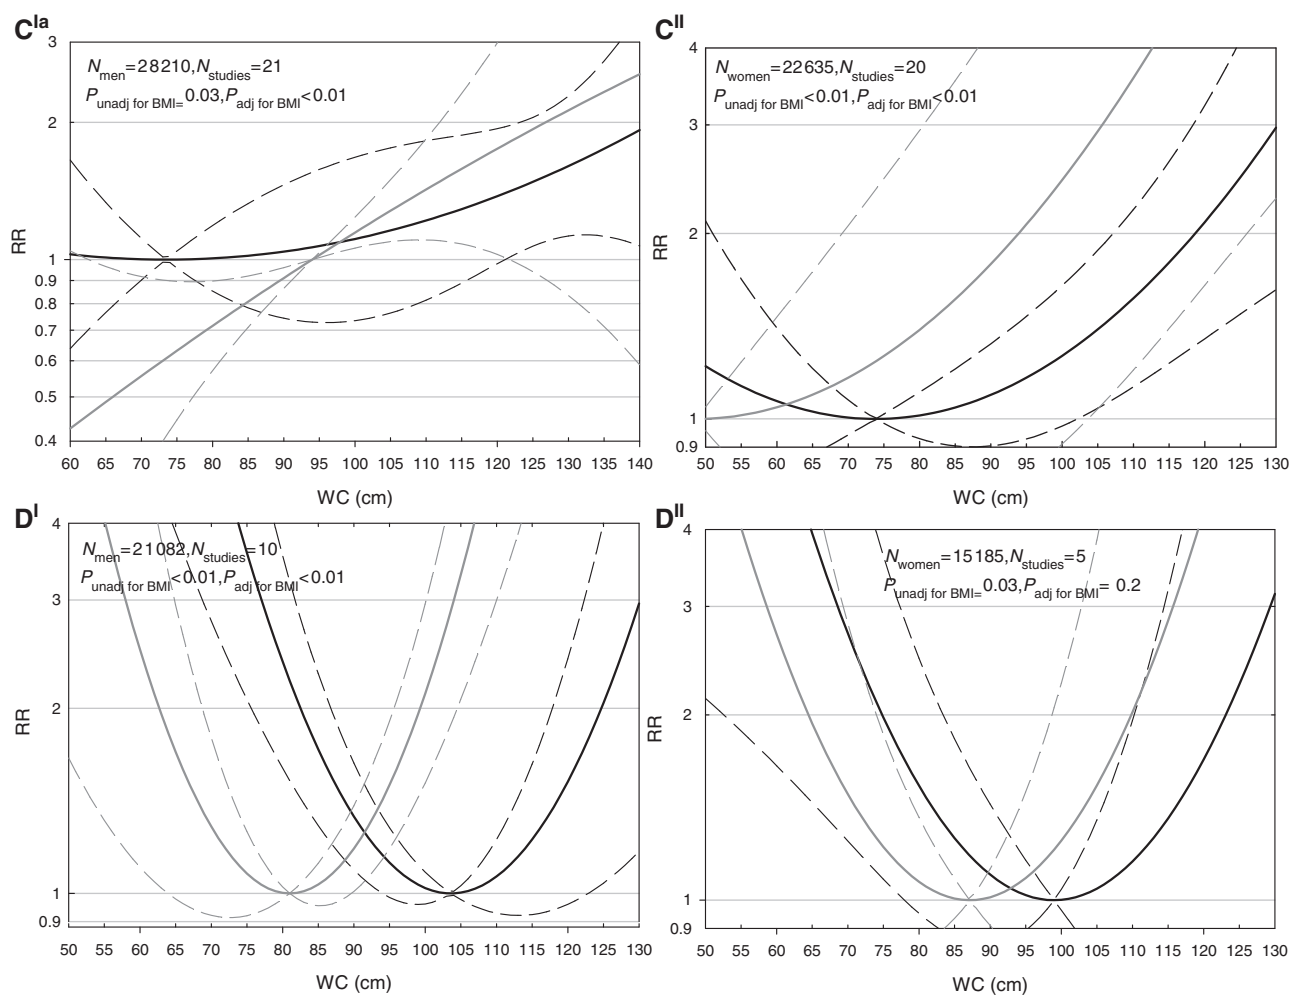 C^Ia
N_men=28210,N_studies=21
P_unadj for BMI=0.03,P_adj for BMI<0.01
3
2
1
0.9
0.8
0.7
0.6
0.5
0.4
RR
60 65 70 75 80 85 90 95 100 105 110 115 120 125 130 135 140
WC (cm)
C^II
N_women=22635,N_studies=20
P_unadj for BMI<0.01,P_adj for BMI<0.01
4
3
2
1
0.9
RR
50 55 60 65 70 75 80 85 90 95 100 105 110 115 120 125 130
WC (cm)
D^I
N_men=21082,N_studies=10
P_unadj for BMI<0.01,P_adj for BMI<0.01
4
3
2
1
0.9
RR
50 55 60 65 70 75 80 85 90 95 100 105 110 115 120 125 130
WC (cm)
D^II
N_women=15185,N_studies=5
P_unadj for BMI=0.03,P_adj for BMI= 0.2
4
3
2
1
0.9
RR
50 55 60 65 70 75 80 85 90 95 100 105 110 115 120 125 130
WC (cm)